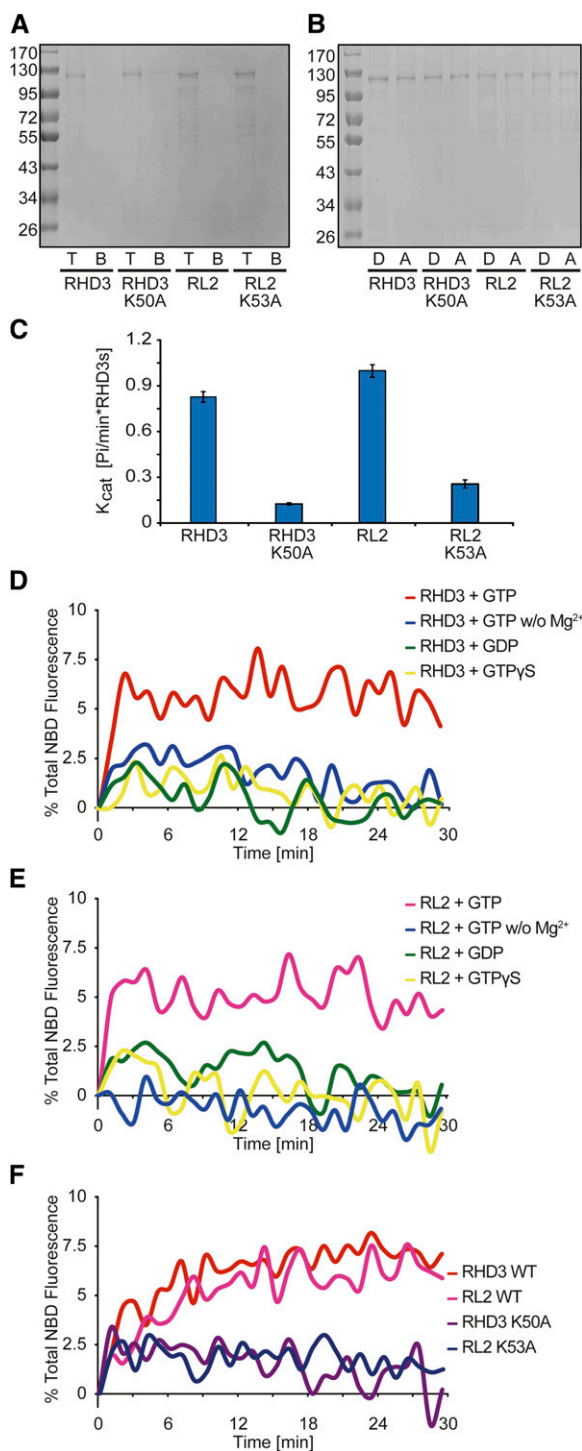 A
170
130
95
72
55
43
34
26
T B T B T B T B
RHD3 RHD3 K50A RL2 RL2 K53A
B
170
130
95
72
55
43
34
26
D A D A D A D A
RHD3 RHD3 K50A RL2 RL2 K53A
C
Kcat [Pi/min*RHD3s]
1.2
0.9
0.3
0
RHD3 RHD3 K50A RL2 RL2 K53A
D
% Total NBD Fluorescence
10
7.5
5
2.5
0
0 6 12 18 24 30
Time [min]
RHD3 + GTP
RHD3 + GTP w/o Mg²⁺
RHD3 + GDP
RHD3 + GTPγS
E
% Total NBD Fluorescence
10
7.5
5
2.5
0
0 6 12 18 24 30
Time [min]
RL2 + GTP
RL2 + GTP w/o Mg²⁺
RL2 + GDP
RL2 + GTPγS
F
% Total NBD Fluorescence
10
7.5
5
2.5
0
0 6 12 18 24 30
Time [min]
RHD3 WT
RL2 WT
RHD3 K50A
RL2 K53A